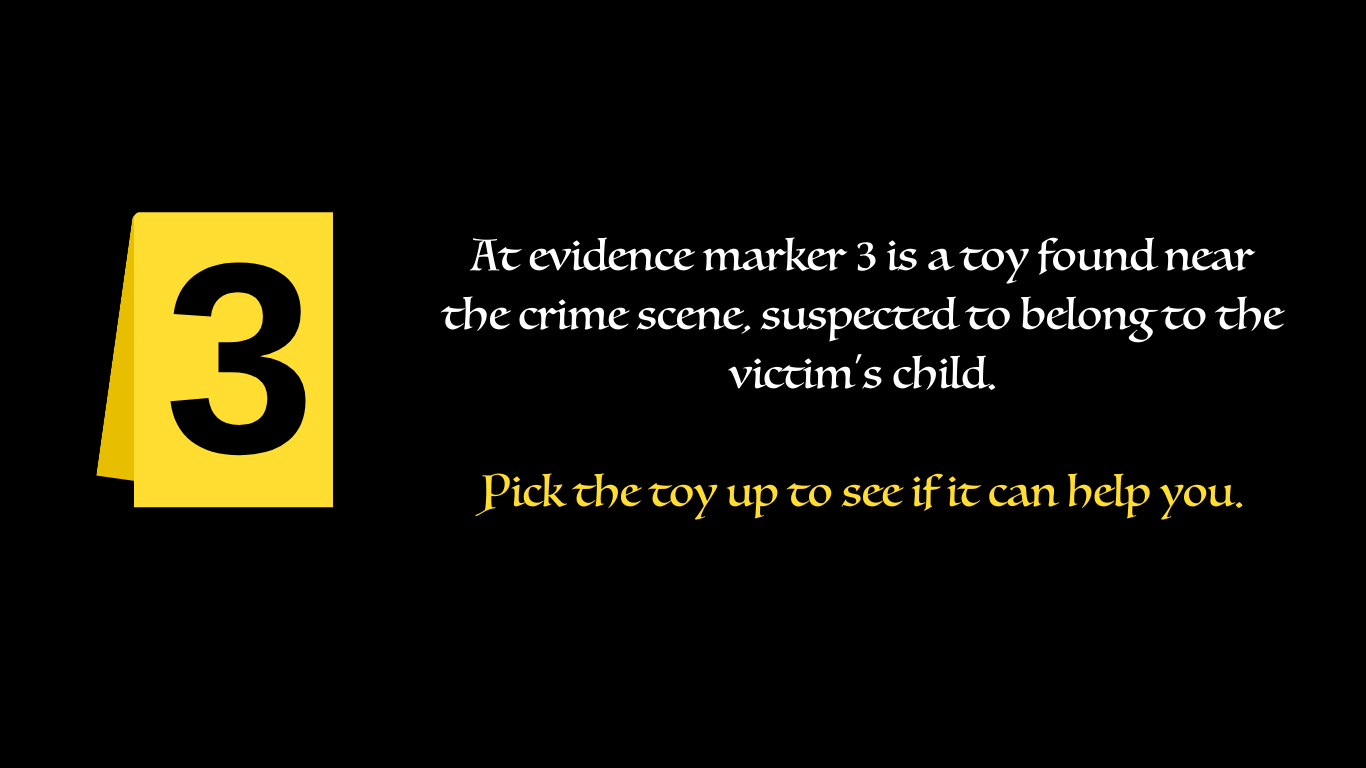 3
At evidence marker 3 is a toy found near
the crime scene, suspected to belong to the
victim's child.
Pick the toy up to see if it can help you.